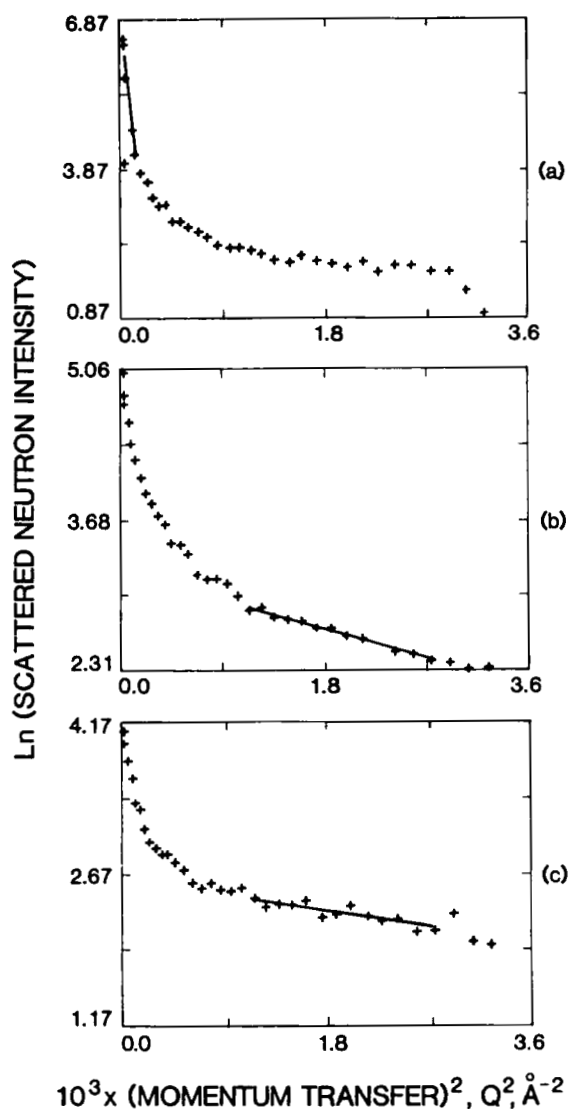 6.87
3.87
0.87
0.0 1.8 3.6
(a)
5.06
3.68
2.31
0.0 1.8 3.6
(b)
4.17
2.67
1.17
0.0 1.8 3.6
(c)
Ln (SCATTERED NEUTRON INTENSITY)
10³x (MOMENTUM TRANSFER)², Q², Å⁻²